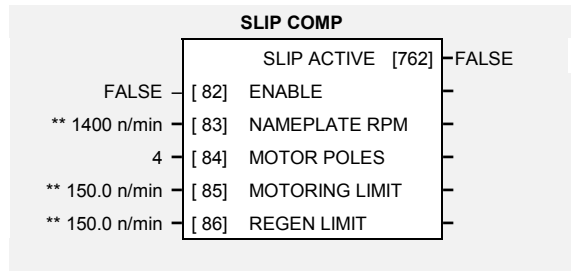 SLIP COMP
SLIP ACTIVE [762] FALSE
FALSE [ 82] ENABLE
** 1400 n/min [ 83] NAMEPLATE RPM
4 [ 84] MOTOR POLES
** 150.0 n/min [ 85] MOTORING LIMIT
** 150.0 n/min [ 86] REGEN LIMIT